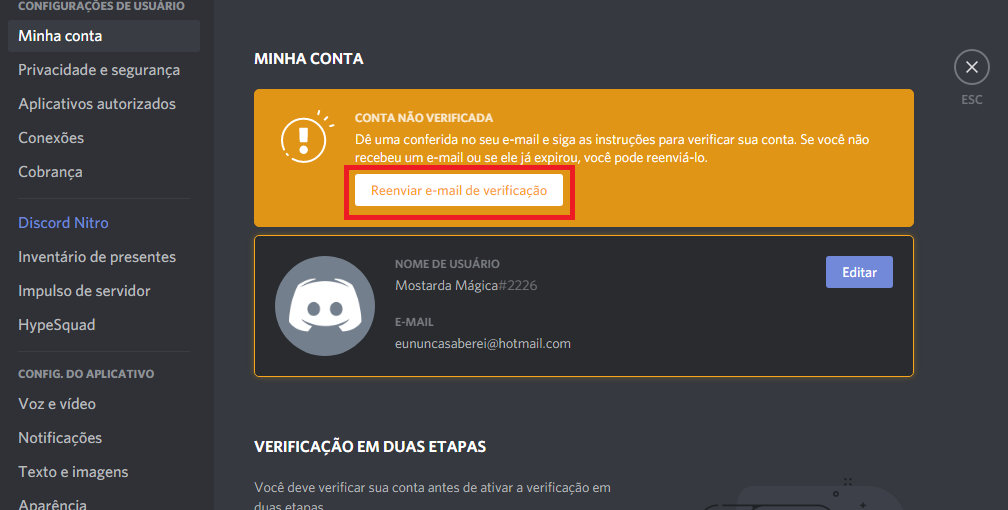 CONFIGURAÇÕES DE USUÁRIO
Minha conta
Privacidade e segurança
Aplicativos autorizados
Conexões
Cobrança
Discord Nitro
Inventário de presentes
Impulso de servidor
HypeSquad
CONFIG. DO APLICATIVO
Voz e vídeo
Notificações
Texto e imagens
Aparência
MINHA CONTA
CONTA NÃO VERIFICADA
Dê uma conferida no seu e-mail e siga as instruções para verificar sua conta. Se você não
recebeu um e-mail ou se ele já expirou, você pode reenviá-lo.
Reenviar e-mail de verificação
NOME DE USUÁRIO
Mostarda Mágica#2226
Editar
E-MAIL
eununcasaberei@hotmail.com
VERIFICAÇÃO EM DUAS ETAPAS
Você deve verificar sua conta antes de ativar a verificação em
duas etapas.
ESC